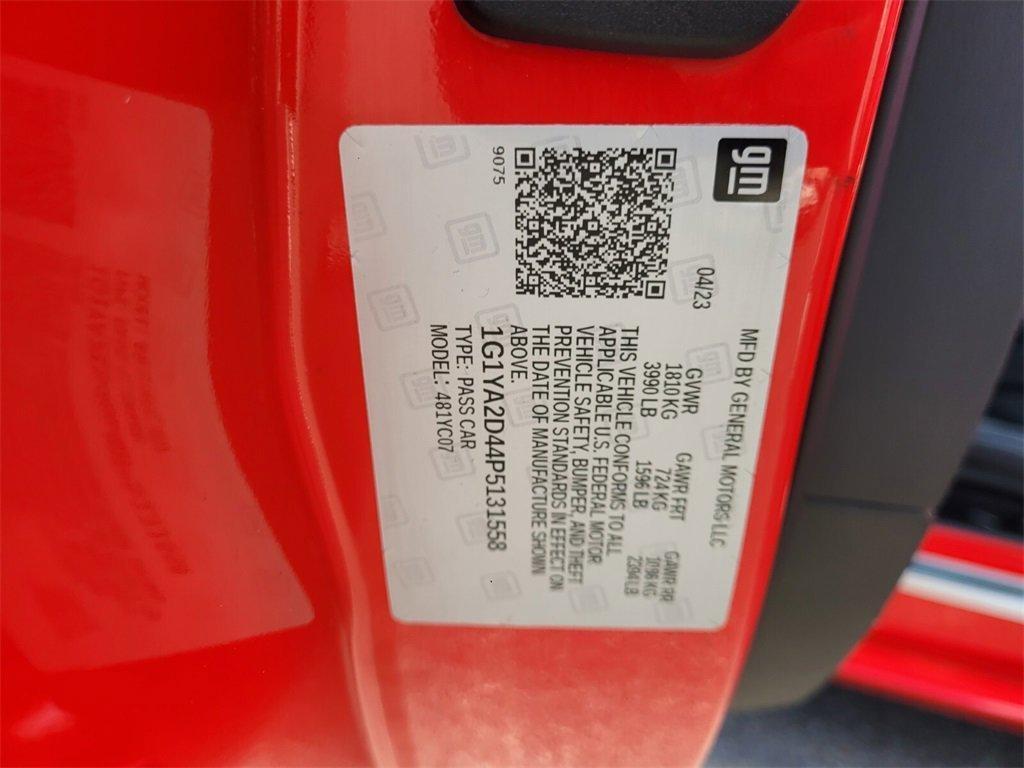 gm
MFD BY GENERAL MOTORS LLC
04/23
GVWR GAWR FRT GAWR RR
1810 KG 724 KG 1096 KG
3990 LB 1596 LB 2394 LB
THIS VEHICLE CONFORMS TO ALL
APPLICABLE U.S. FEDERAL MOTOR
VEHICLE SAFETY, BUMPER, AND THEFT
PREVENTION STANDARDS IN EFFECT ON
THE DATE OF MANUFACTURE SHOWN
ABOVE.
1G1YA2D44P5131558
TYPE: PASS CAR
MODEL: 481YC07
9075